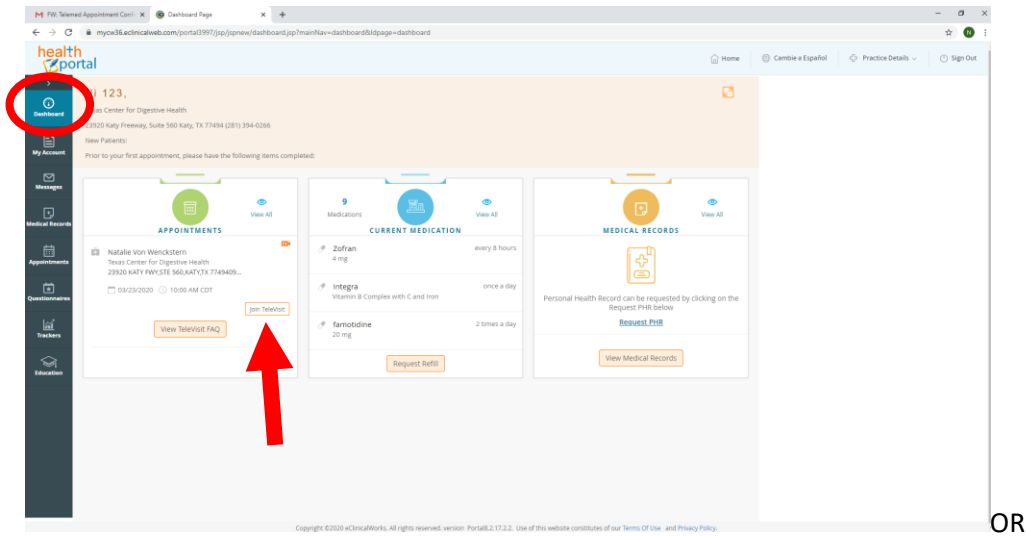 FW: Telemed Appointment Confi
Dashboard Page
mycw36.eclinicalweb.com/portal3997/jsp/jspnew/dashboard.jsp?mainNav=dashboard&ldpage=dashboard
N
health
portal
Home
Cambie a Español
Practice Details
Sign Out
Dashboard
My Account
Messages
Medical Records
Appointments
Questionnaires
Trackers
Education
123,
Center for Digestive Health
23920 Katy Freeway, Suite 560 Katy, TX 77494 (281) 394-0266
New Patients:
Prior to your first appointment, please have the following items completed:
View All
APPOINTMENTS
Natalie Von Wenckstern
Texas Center for Digestive Health
23920 KATY FWY,STE 560,KATY,TX 7749409...
03/23/2020 10:00 AM CDT
Join TeleVisit
View TeleVisit FAQ
9
Medications
View All
CURRENT MEDICATION
Zofran every 8 hours
4 mg
Integra once a day
Vitamin B Complex with C and Iron
famotidine 2 times a day
20 mg
Request Refill
View All
MEDICAL RECORDS
Personal Health Record can be requested by clicking on the
Request PHR below
Request PHR
View Medical Records
Copyright ©2020 eClinicalWorks. All rights reserved. version Portal8.2.17.2.2. Use of this website constitutes of our Terms Of Use and Privacy Policy.
OR